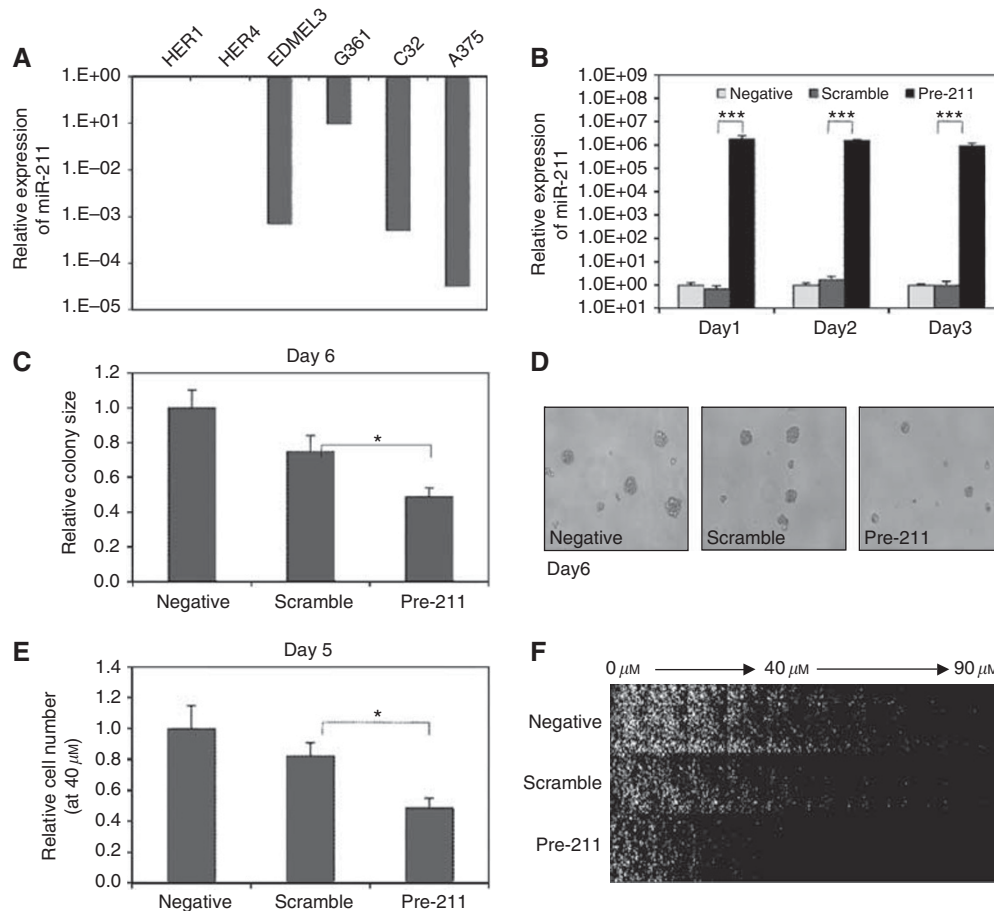 A
HER1 HER4 EDMEL3 G361 C32 A375
Relative expression
of miR-211
1.E+00
1.E+01
1.E−02
1.E−03
1.E−04
1.E−05
B
Relative expression
of miR-211
1.0E+09
1.0E+08
1.0E+07
1.0E+06
1.0E+05
1.0E+04
1.0E+03
1.0E+02
1.0E+01
1.0E+00
1.0E+01
Negative Scramble Pre-211
*** *** ***
Day1 Day2 Day3
C
Day 6
Relative colony size
1.2
1.0
0.8
0.6
0.4
0.2
0.0
*
Negative Scramble Pre-211
D
Negative Scramble Pre-211
Day6
E
Day 5
Relative cell number
(at 40 μM)
1.4
1.2
1.0
0.8
0.6
0.4
0.2
0.0
*
Negative Scramble Pre-211
F
0 μM 40 μM 90 μM
Negative
Scramble
Pre-211